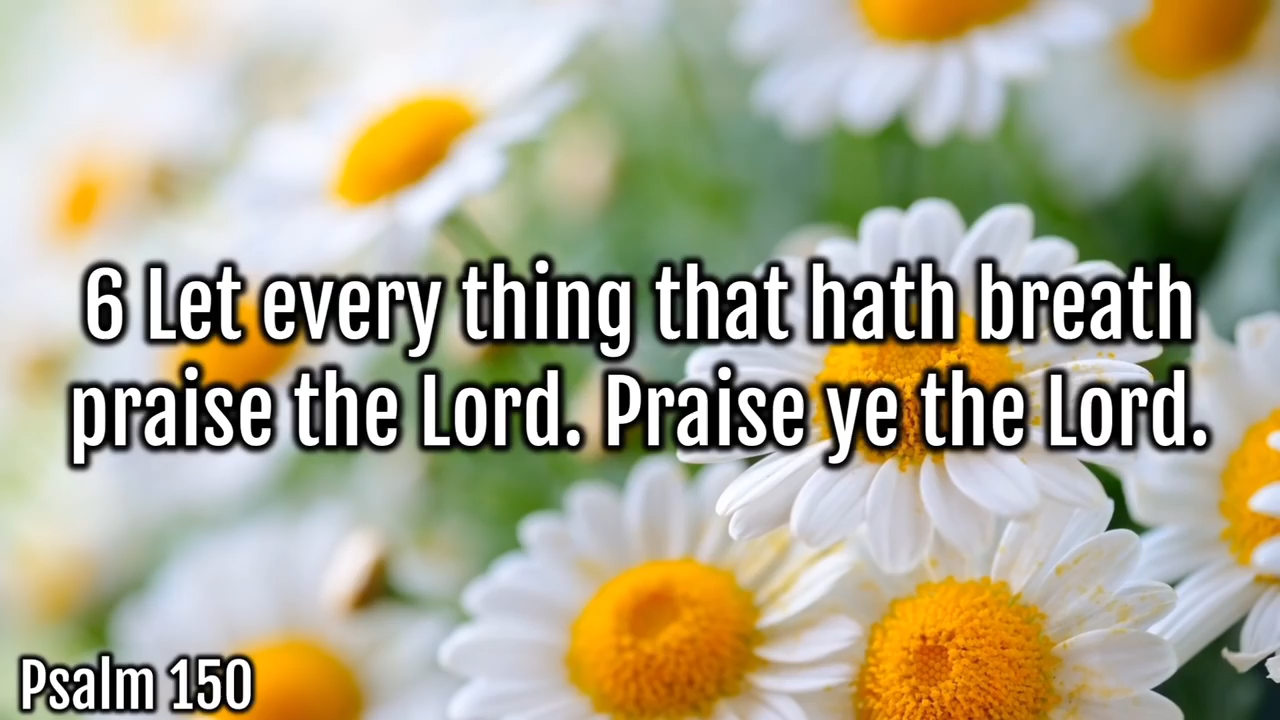 6 Let every thing that hath breath
praise the Lord. Praise ye the Lord.
Psalm 150